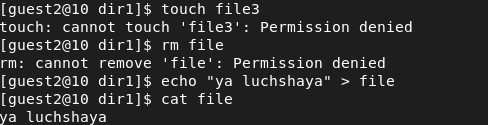 [guest2@10 dir1]$ touch file3
touch: cannot touch 'file3': Permission denied
[guest2@10 dir1]$ rm file
rm: cannot remove 'file': Permission denied
[guest2@10 dir1]$ echo "ya luchshaya" > file
[guest2@10 dir1]$ cat file
ya luchshaya